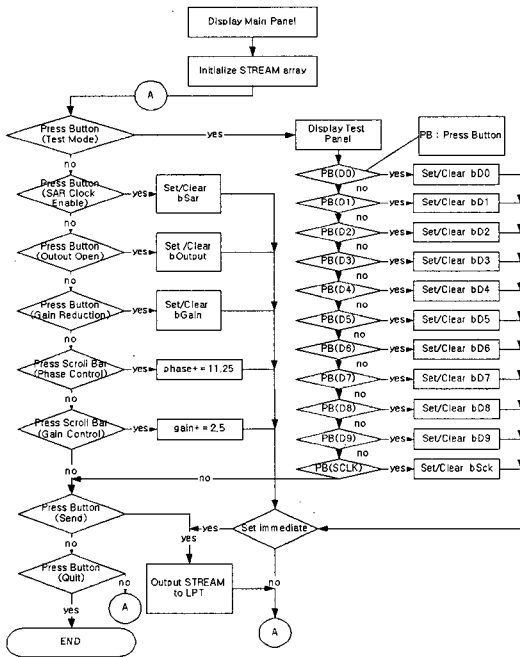 Display Main Panel
Initialize STREAM array
A
Press Button
(Test Mode)
yes
Display Test
Panel
PB : Press Button
no
Press Button
(SAR Clock
Enable)
yes
Set/Clear
bSar
no
Press Button
(Outout Open)
yes
Set /Clear
bOutput
no
Press Button
(Gain Reduction)
yes
Set/Clear
bGain
no
Press Scroll Bar
(Phase Control)
yes
phase+ = 11,25
no
Press Scroll Bar
(Gain Control)
yes
gain+ = 2,5
no
PB(D0)
yes
Set/Clear bD0
no
PB(D1)
yes
Set/Clear bD1
no
PB(D2)
yes
Set/Clear bD2
no
PB(D3)
yes
Set/Clear bD3
no
PB(D4)
yes
Set/Clear bD4
no
PB(D5)
yes
Set/Clear bD5
no
PB(D6)
yes
Set/Clear bD6
no
PB(D7)
yes
Set/Clear bD7
no
PB(D8)
yes
Set/Clear bD8
no
PB(D9)
yes
Set/Clear bD9
no
PB(SCLK)
yes
Set/Clear bSck
no
Press Button
(Send)
yes
yes
Set immediate
no
no
Press Button
(Quit)
no
A
Output STREAM
to LPT
A
yes
END